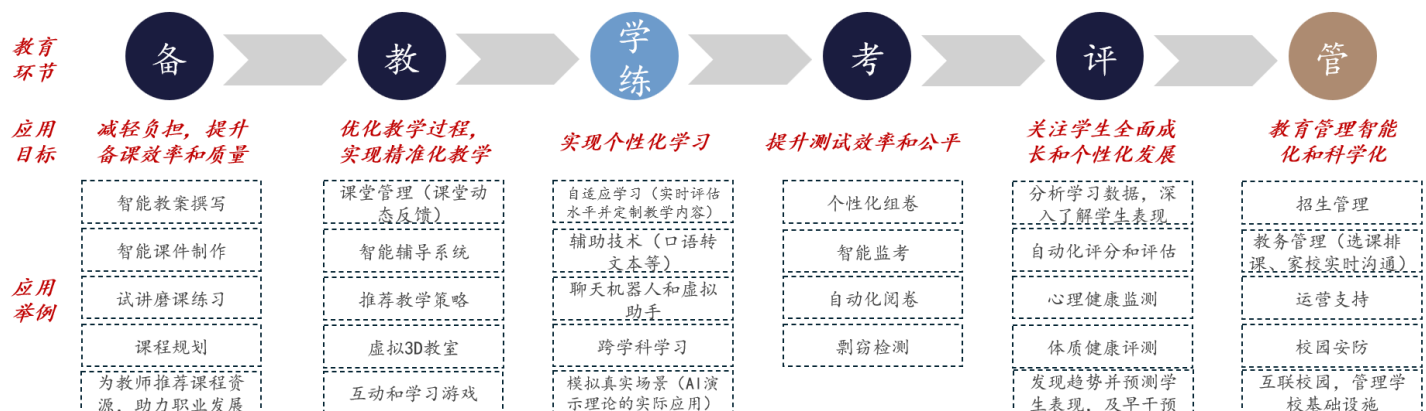 教育
环节
备
教
学
练
考
评
管
应用
目标
减轻负担，提升
备课效率和质量
优化教学过程，
实现精准化教学
实现个性化学习
提升测试效率和公平
关注学生全面成
长和个性化发展
教育管理智能
化和科学化
应用
举例
智能教案撰写
智能课件制作
试讲磨课练习
课程规划
为教师推荐课程资
源，助力职业发展
课堂管理（课堂动
态反馈）
智能辅导系统
推荐教学策略
虚拟3D教室
互动和学习游戏
自适应学习（实时评估
水平并定制教学内容）
辅助技术（口语转
文本等）
聊天机器人和虚拟
助手
跨学科学习
模拟真实场景（AI演
示理论的实际应用）
个性化组卷
智能监考
自动化阅卷
剽窃检测
分析学习数据，深
入了解学生表现
自动化评分和评估
心理健康监测
体质健康评测
发现趋势并预测学
生表现，及早干预
招生管理
教务管理（选课排
课、家校实时沟通）
运营支持
校园安防
互联校园，管理学
校基础设施